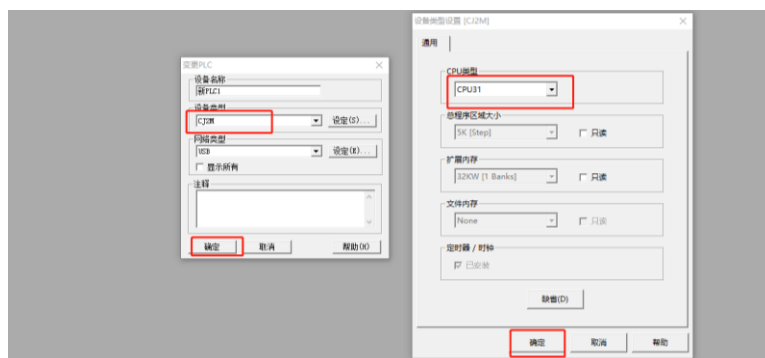 变更PLC
设备名称
新PLC1
设备类型
CJ2M
设定(S)...
网络类型
USB
设定(E)...
显示所有
注释
确定
取消
帮助(H)
设备类型设置 [CJ2M]
通用
CPU类型
CPU31
总程序区域大小
5K [Step]
只读
扩展内存
32KW [1 Banks]
只读
文件内存
None
只读
定时器 / 时钟
已安装
缺省(D)
确定
取消
帮助